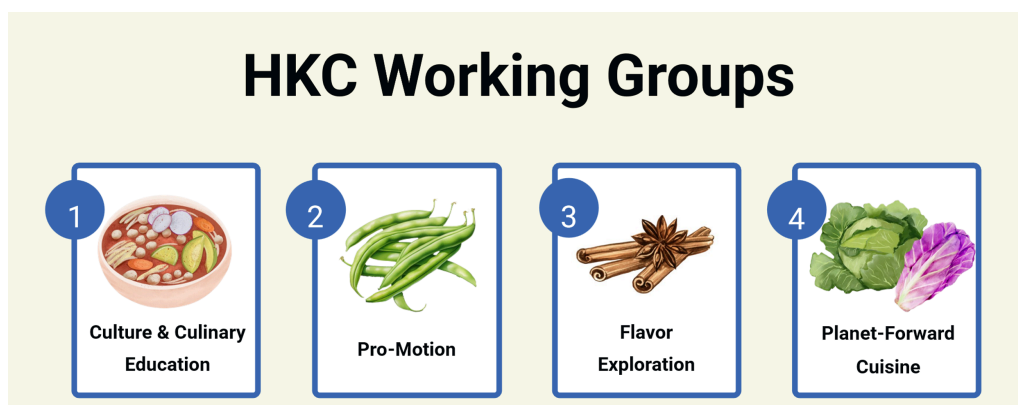 HKC Working Groups
1
Culture & Culinary
Education
2
Pro-Motion
3
Flavor
Exploration
4
Planet-Forward
Cuisine